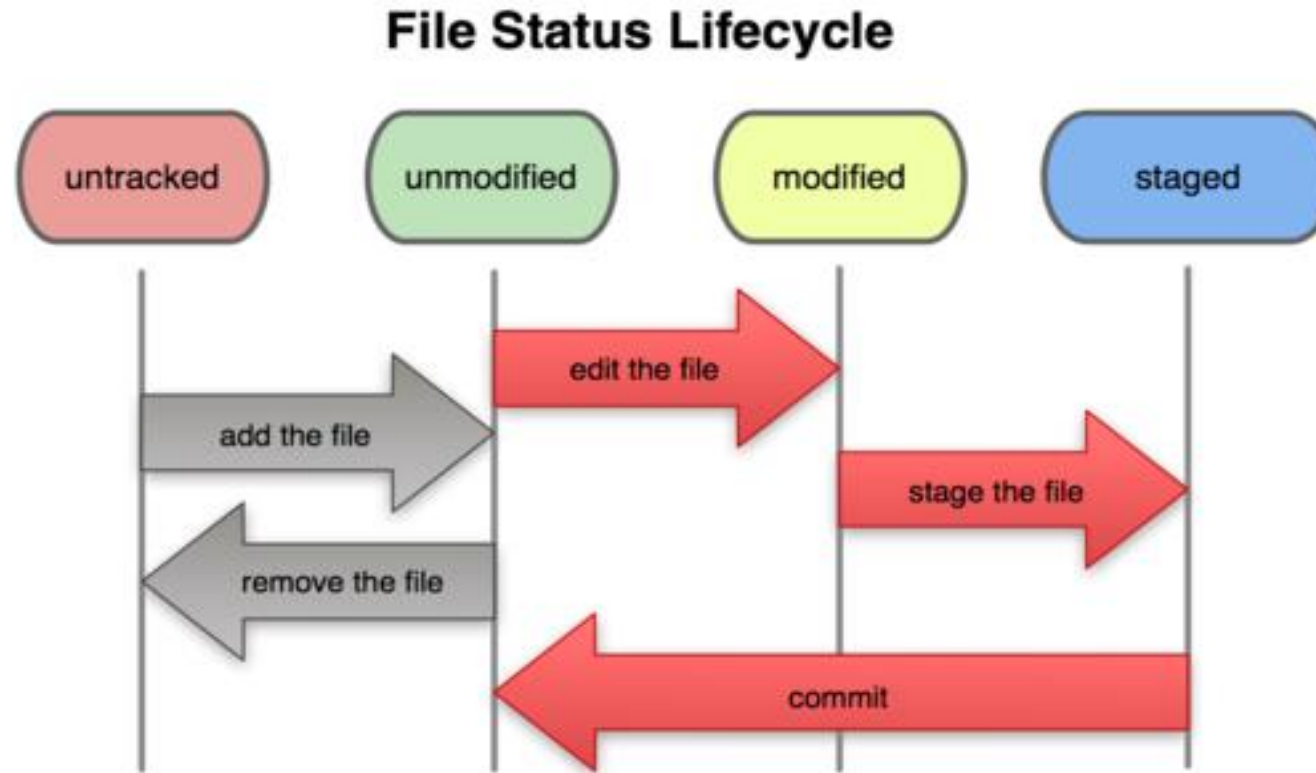 File Status Lifecycle
untracked
unmodified
modified
staged
edit the file
add the file
stage the file
remove the file
commit